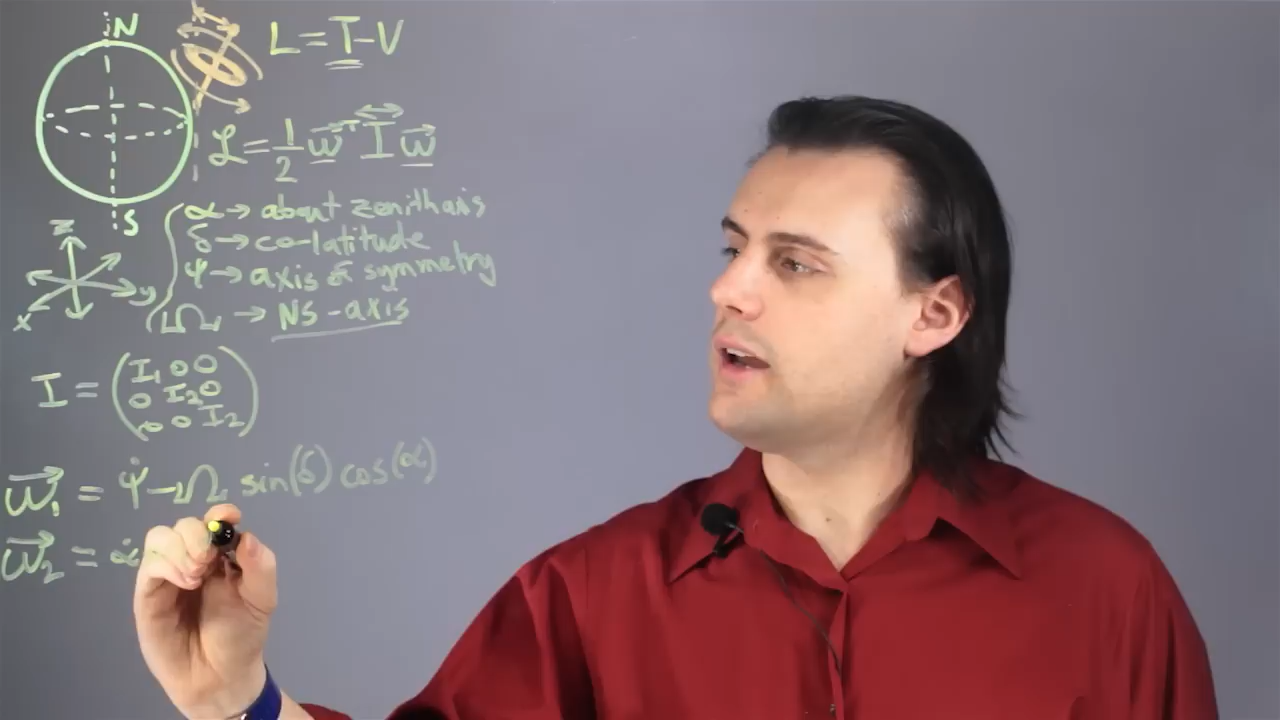 N
L=T-V
ℒ=1/2 ω⃗ᵀ I ω⃗
S
α→ about zenith axis
δ→ co-latitude
ψ→ axis of symmetry
Ω → NS-axis
z
y
x
I = (I₁ 0 0
0 I₂ 0
0 0 I₂)
ω⃗₁ = ψ̇-Ω sin(δ) cos(α)
ω⃗₂ = α̇